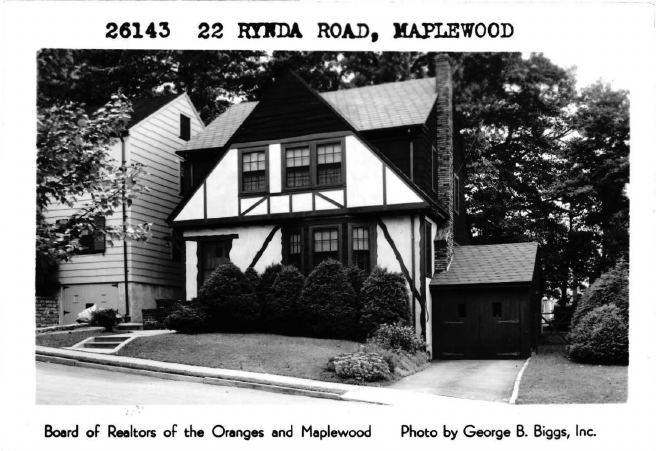 26143 22 RYNDA ROAD, MAPLEWOOD
Board of Realtors of the Oranges and Maplewood Photo by George B. Biggs, Inc.